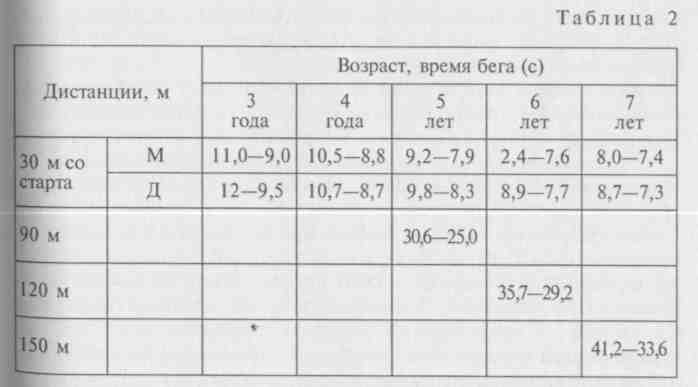 Таблица 2
Дистанции, м
Возраст, время бега (с)
3 года
4 года
5 лет
6 лет
7 лет
30 м со старта
М 11,0—9,0 10,5—8,8 9,2—7,9 2,4—7,6 8,0—7,4
Д 12—9,5 10,7—8,7 9,8—8,3 8,9—7,7 8,7—7,3
90 м 30,6—25,0
120 м 35,7—29,2
150 м 41,2—33,6